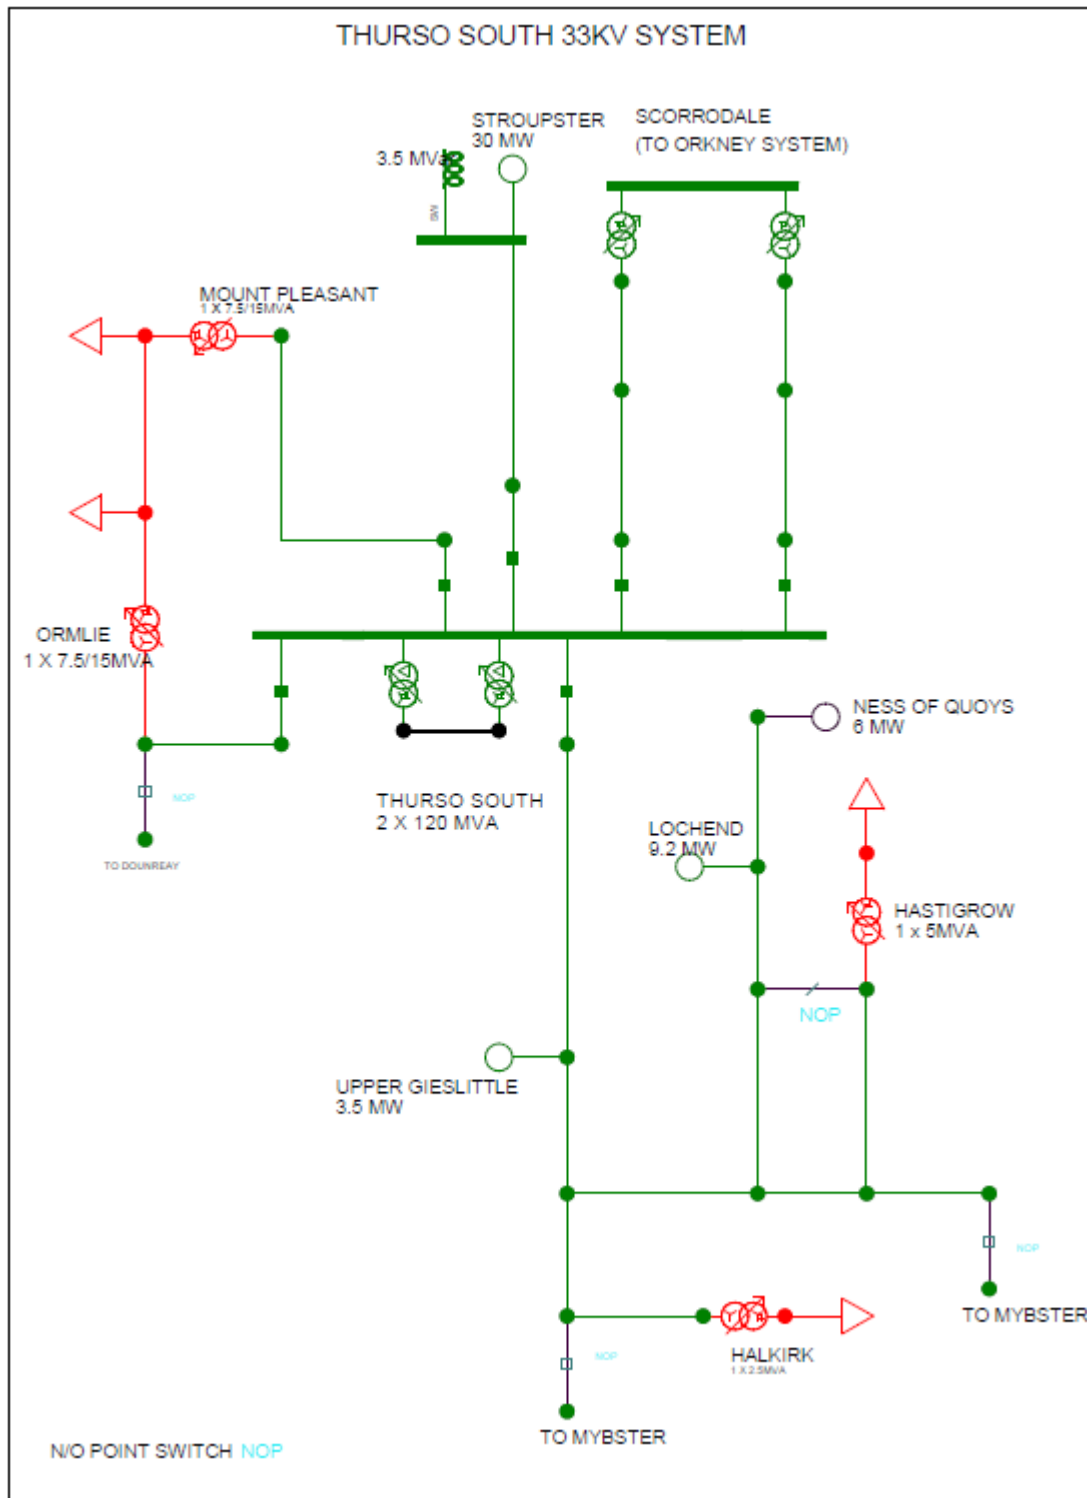 THURSO SOUTH 33KV SYSTEM
STROUPSTER
30 MW
3.5 MVa
SCORRODALE
(TO ORKNEY SYSTEM)
MOUNT PLEASANT
1 X 7.5/15MVA
ORMLIE
1 X 7.5/15MVA
NOP
TO DOUNREAY
THURSO SOUTH
2 X 120 MVA
NESS OF QUOYS
6 MW
LOCHEND
9.2 MW
HASTIGROW
1 x 5MVA
NOP
UPPER GIESLITTLE
3.5 MW
NOP
TO MYBSTER
HALKIRK
1 X 2.5MVA
NOP
TO MYBSTER
N/O POINT SWITCH NOP